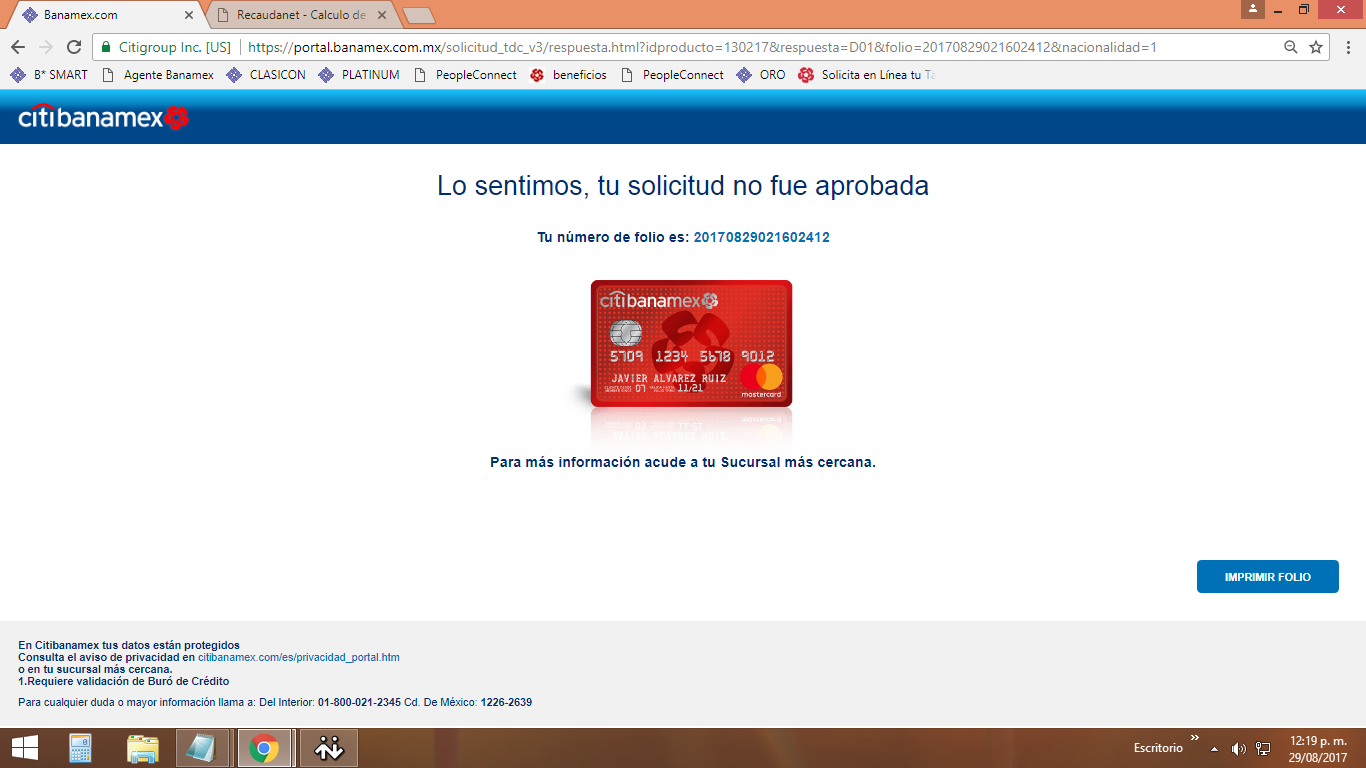 Banamex.com
Recaudanet - Calculo de
Citigroup Inc. [US]
https://portal.banamex.com.mx/solicitud_tdc_v3/respuesta.html?idproducto=130217&respuesta=D01&folio=20170829021602412&nacionalidad=1
B* SMART
Agente Banamex
CLASICON
PLATINUM
PeopleConnect
beneficios
PeopleConnect
ORO
Solicita en Línea tu Ta
citibanamex
Lo sentimos, tu solicitud no fue aprobada
Tu número de folio es: 20170829021602412
citibanamex
5709 1234 5678 9012
JAVIER ALVAREZ RUIZ
07 11/21
mastercard
Para más información acude a tu Sucursal más cercana.
IMPRIMIR FOLIO
En Citibanamex tus datos están protegidos
Consulta el aviso de privacidad en citibanamex.com/es/privacidad_portal.htm
o en tu sucursal más cercana.
1.Requiere validación de Buró de Crédito
Para cualquier duda o mayor información llama a: Del Interior: 01-800-021-2345 Cd. De México: 1226-2639
Escritorio
12:19 p. m.
29/08/2017